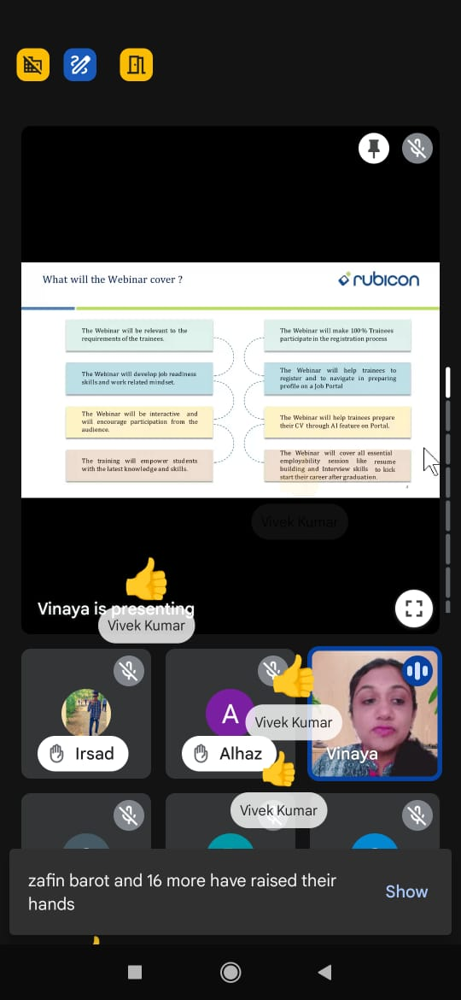 What will the Webinar cover ?
rubicon
The Webinar will be relevant to the
requirements of the trainees.
The Webinar will develop job readiness
skills and work related mindset.
The Webinar will be interactive and
will encourage participation from the
audience.
The training will empower students
with the latest knowledge and skills.
The Webinar will make 100% Trainees
participate in the registration process
The Webinar will help trainees to
register and to navigate in preparing
profile on a Job Portal
The Webinar will help trainees prepare
their CV through AI feature on Portal.
The Webinar will cover all essential
employability session like resume
building and Interview skills to kick
start their career after graduation.
4
Vivek Kumar
Vinaya is presenting
Vivek Kumar
Irsad
A
Alhaz
Vivek Kumar
Vinaya
Vivek Kumar
zafin barot and 16 more have raised their
hands
Show